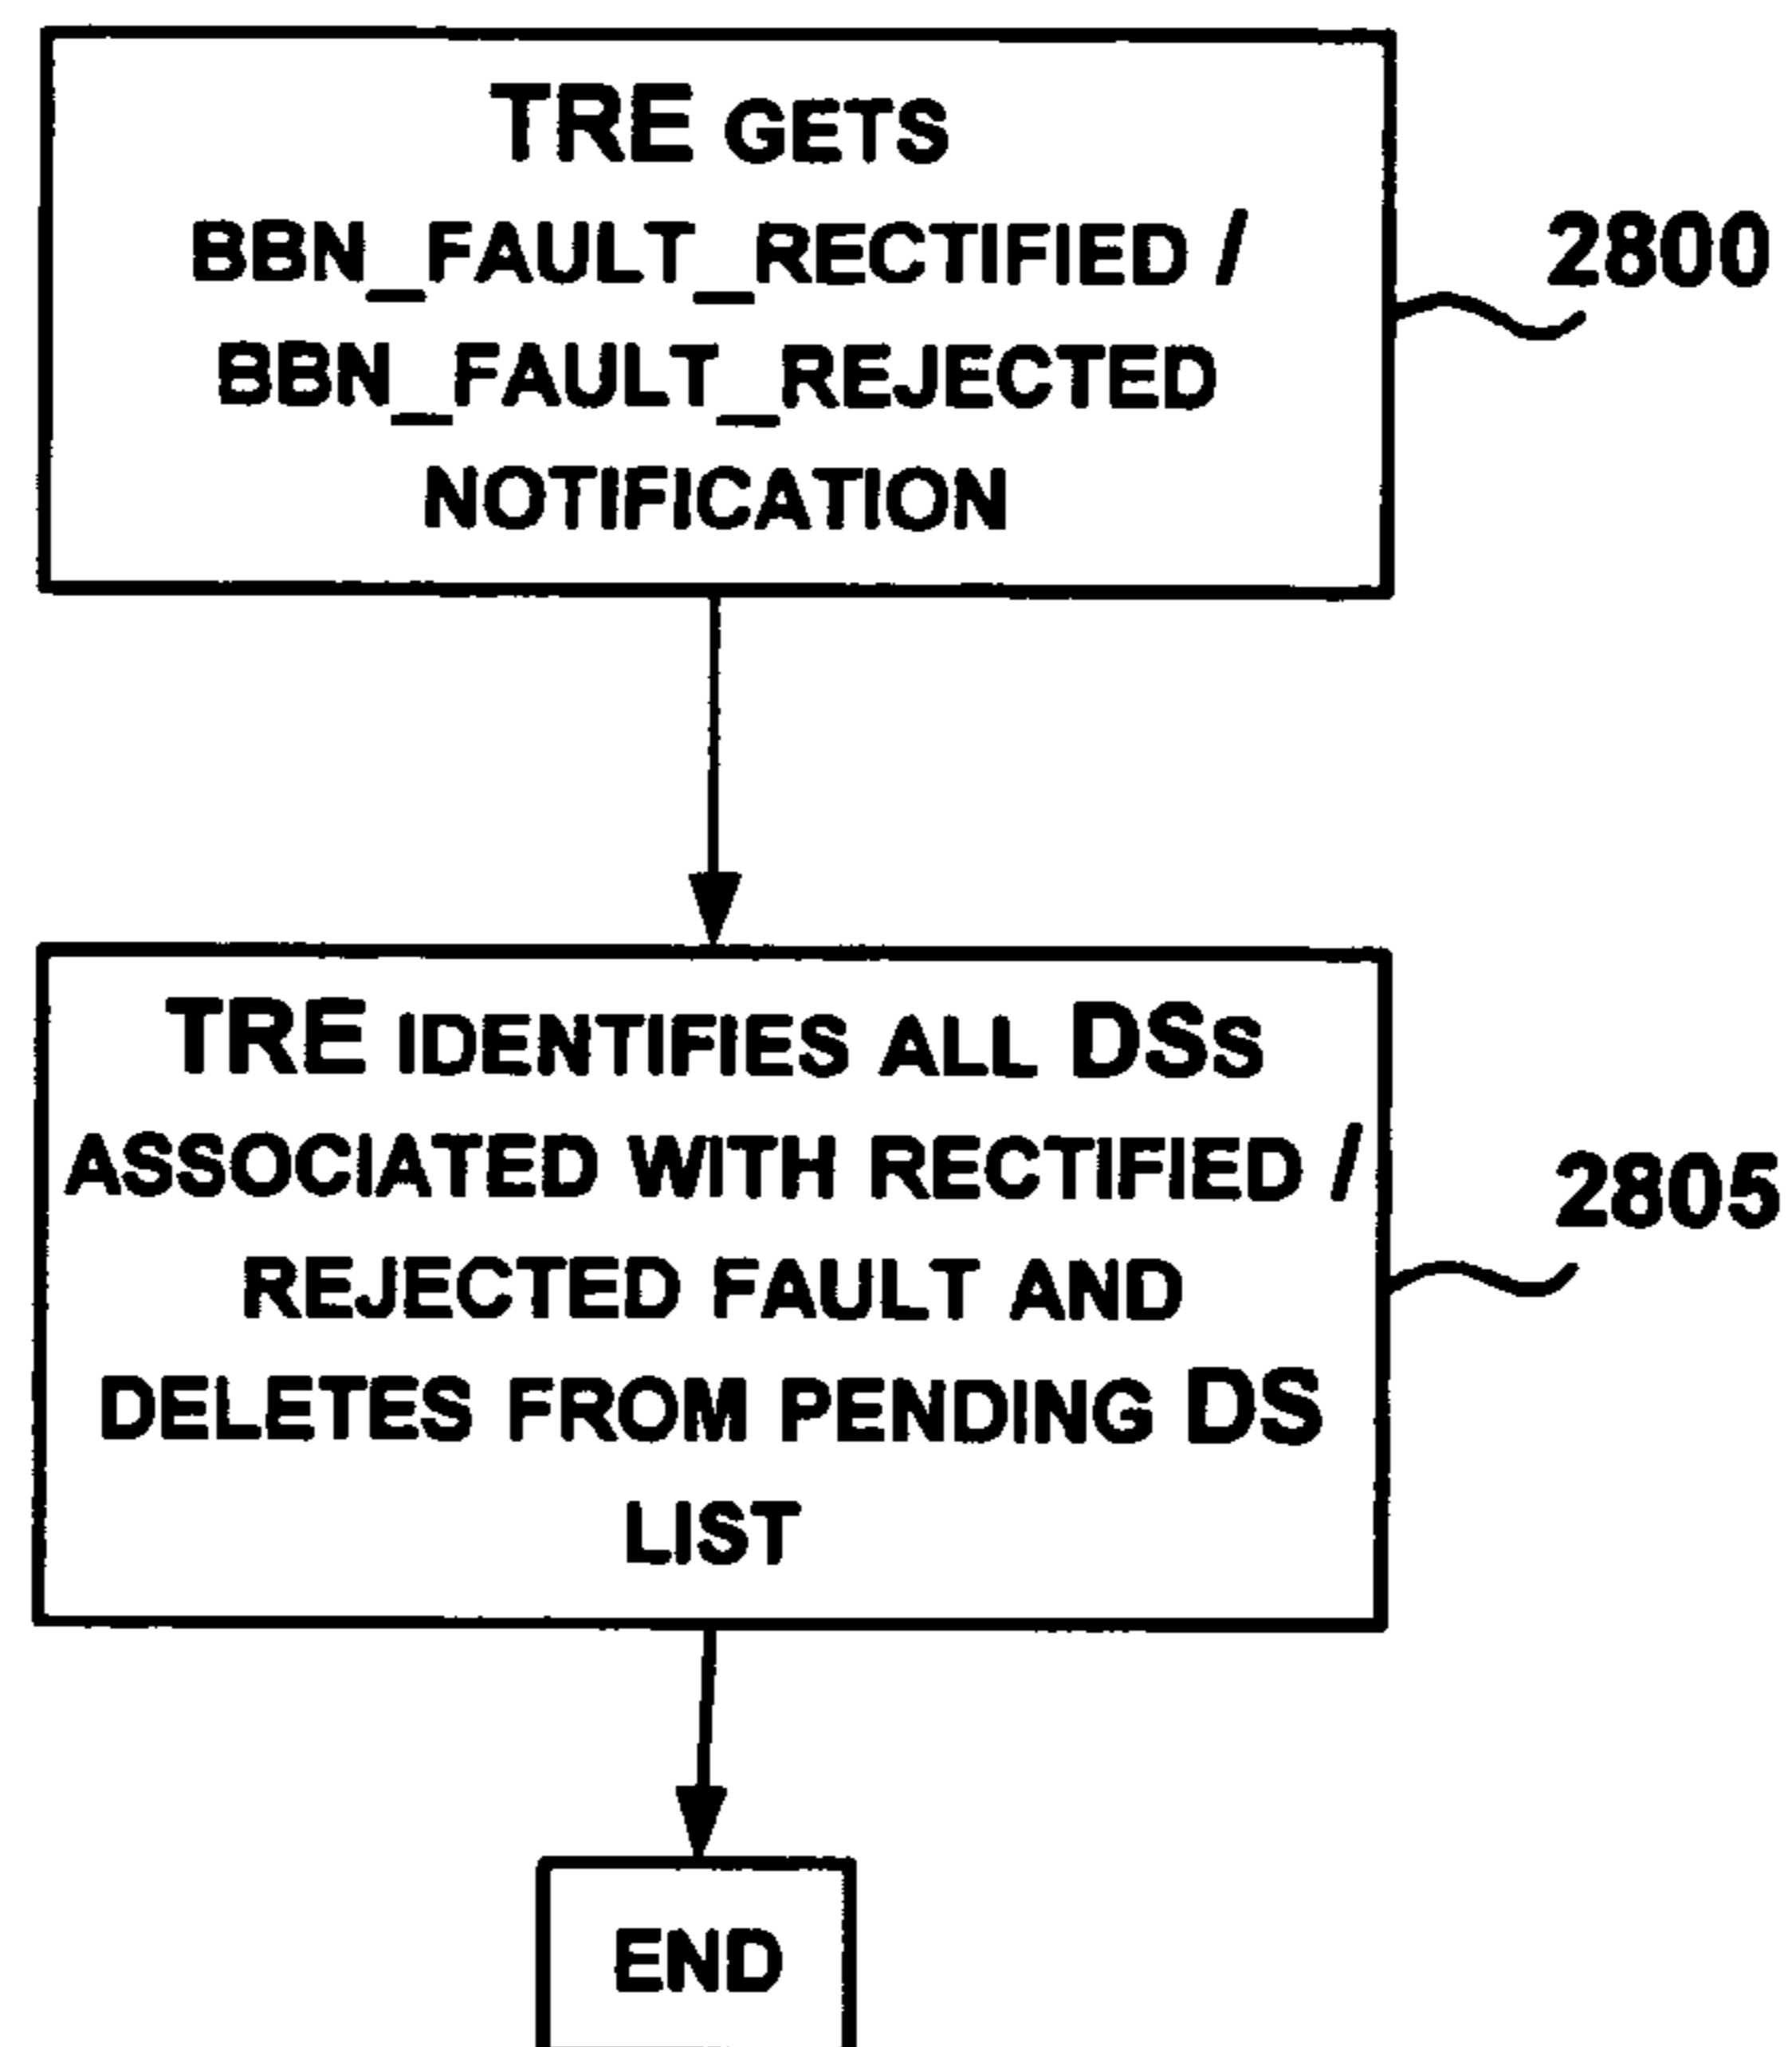 TRE GETS
BBN_FAULT_RECTIFIED /
BBN_FAULT_REJECTED
NOTIFICATION
2800
TRE IDENTIFIES ALL DSS
ASSOCIATED WITH RECTIFIED /
REJECTED FAULT AND
DELETES FROM PENDING DS
LIST
2805
END